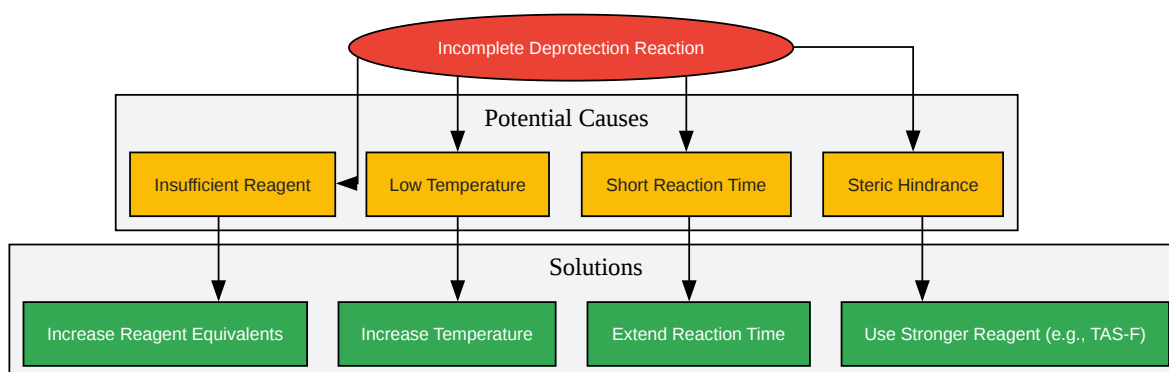 Incomplete Deprotection Reaction
Potential Causes
Insufficient Reagent
Low Temperature
Short Reaction Time
Steric Hindrance
Solutions
Increase Reagent Equivalents
Increase Temperature
Extend Reaction Time
Use Stronger Reagent (e.g., TAS-F)